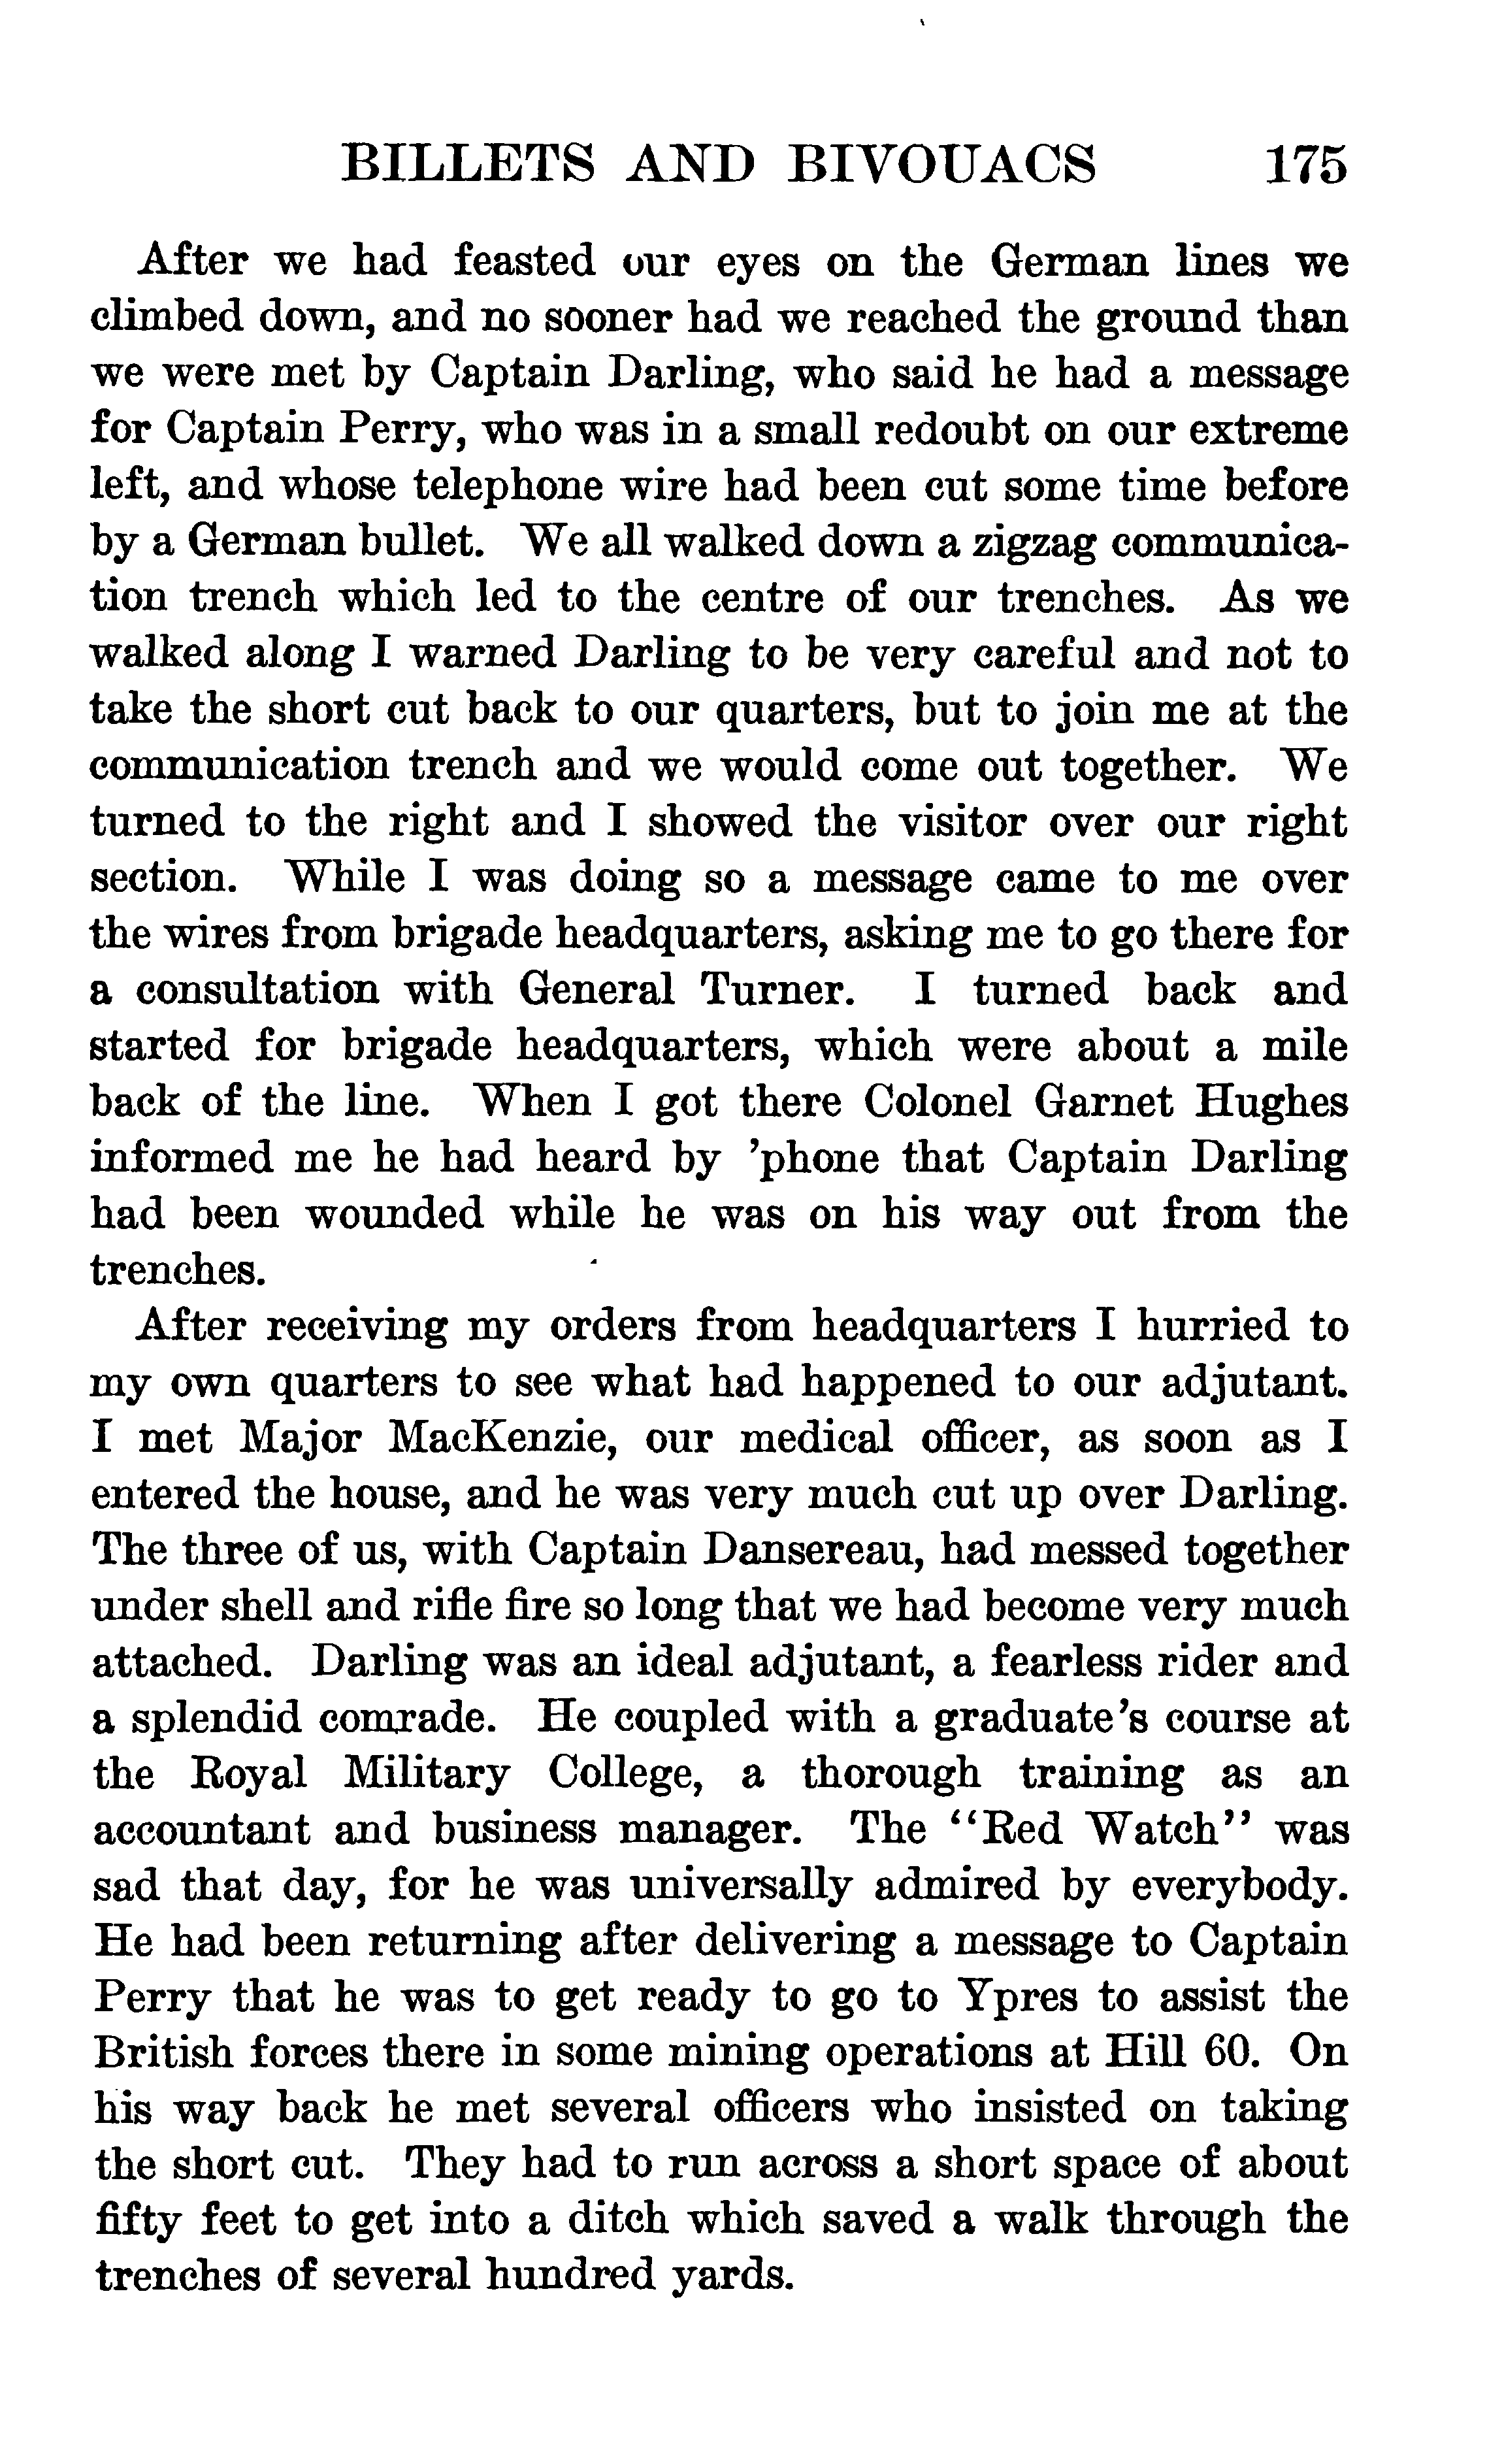 BILLETS AND BIVOUACS 175
After we had feasted our eyes on the German lines we
climbed down, and no sooner had we reached the ground than
we were met by Captain Darling, who said he had a message
for Captain Perry, who was in a small redoubt on our extreme
left, and whose telephone wire had been cut some time before
by a German bullet. We all walked down a zigzag communica-
tion trench which led to the centre of our trenches. As we
walked along I warned Darling to be very careful and not to
take the short cut back to our quarters, but to join me at the
communication trench and we would come out together. We
turned to the right and I showed the visitor over our right
section. While I was doing so a message came to me over
the wires from brigade headquarters, asking me to go there for
a consultation with General Turner. I turned back and
started for brigade headquarters, which were about a mile
back of the line. When I got there Colonel Garnet Hughes
informed me he had heard by ’phone that Captain Darling
had been wounded while he was on his way out from the
trenches.
After receiving my orders from headquarters I hurried to
my own quarters to see what had happened to our adjutant.
I met Major MacKenzie, our medical officer, as soon as I
entered the house, and he was very much cut up over Darling.
The three of us, with Captain Dansereau, had messed together
under shell and rifle fire so long that we had become very much
attached. Darling was an ideal adjutant, a fearless rider and
a splendid comrade. He coupled with a graduate’s course at
the Royal Military College, a thorough training as an
accountant and business manager. The “Red Watch” was
sad that day, for he was universally admired by everybody.
He had been returning after delivering a message to Captain
Perry that he was to get ready to go to Ypres to assist the
British forces there in some mining operations at Hill 60. On
his way back he met several officers who insisted on taking
the short cut. They had to run across a short space of about
fifty feet to get into a ditch which saved a walk through the
trenches of several hundred yards.